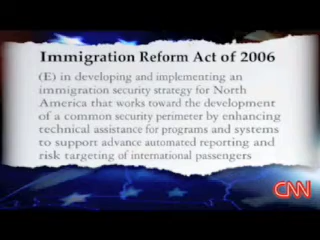 Immigration Reform Act of 2006
(E) in developing and implementing an
immigration security strategy for North
America that works toward the development
of a common security perimeter by enhancing
technical assistance for programs and systems
to support advance automated reporting and
risk targeting of international passengers
CNN